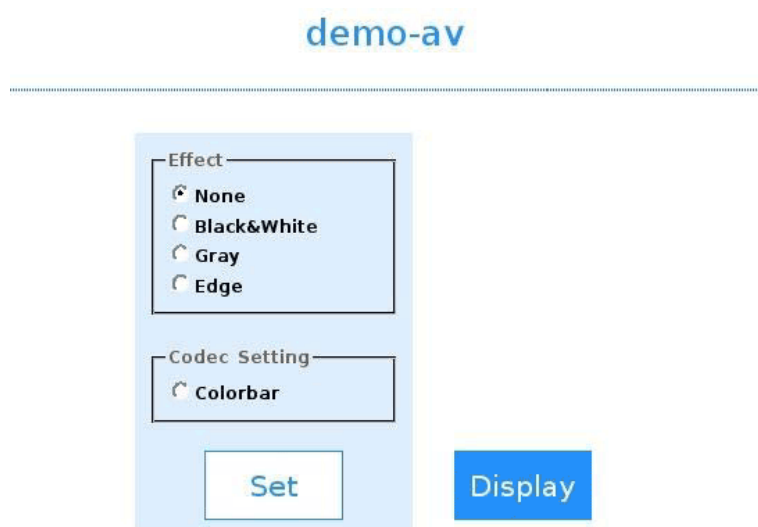 demo-av
Effect
None
Black&White
Gray
Edge
Codec Setting
Colorbar
Set
Display